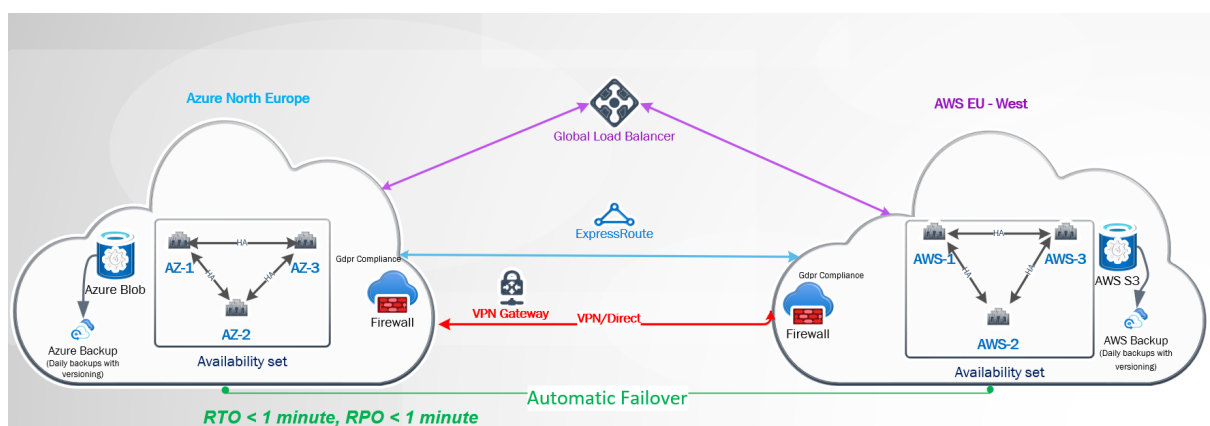 Azure North Europe
AWS EU - West
Global Load Balancer
ExpressRoute
HA
AZ-1
AZ-3
HA
HA
AZ-2
Availability set
Azure Blob
Azure Backup
(Daily backups with
versioning)
Gdpr Compliance
Firewall
VPN Gateway
VPN/Direct
Gdpr Compliance
Firewall
HA
AWS-1
AWS-3
HA
HA
AWS-2
Availability set
AWS S3
AWS Backup
(Daily backups with
versioning)
Automatic Failover
RTO < 1 minute, RPO < 1 minute